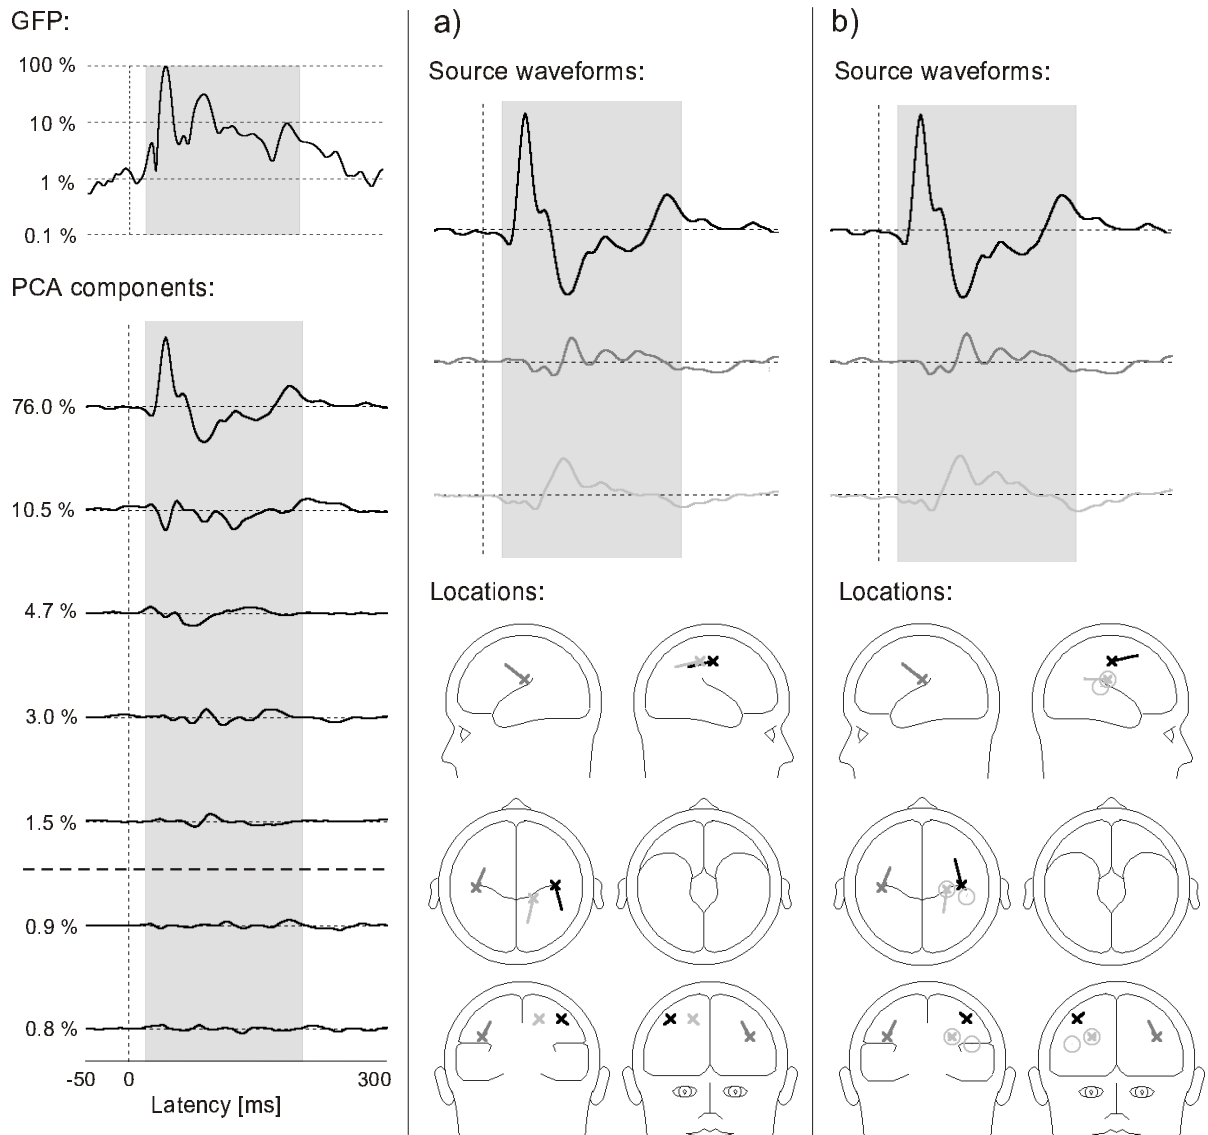 GFP:
100 %
10 %
1 %
0.1 %
PCA components:
76.0 %
10.5 %
4.7 %
3.0 %
1.5 %
0.9 %
0.8 %
-50 0 300
Latency [ms]
a)
Source waveforms:
Locations:
b)
Source waveforms:
Locations: